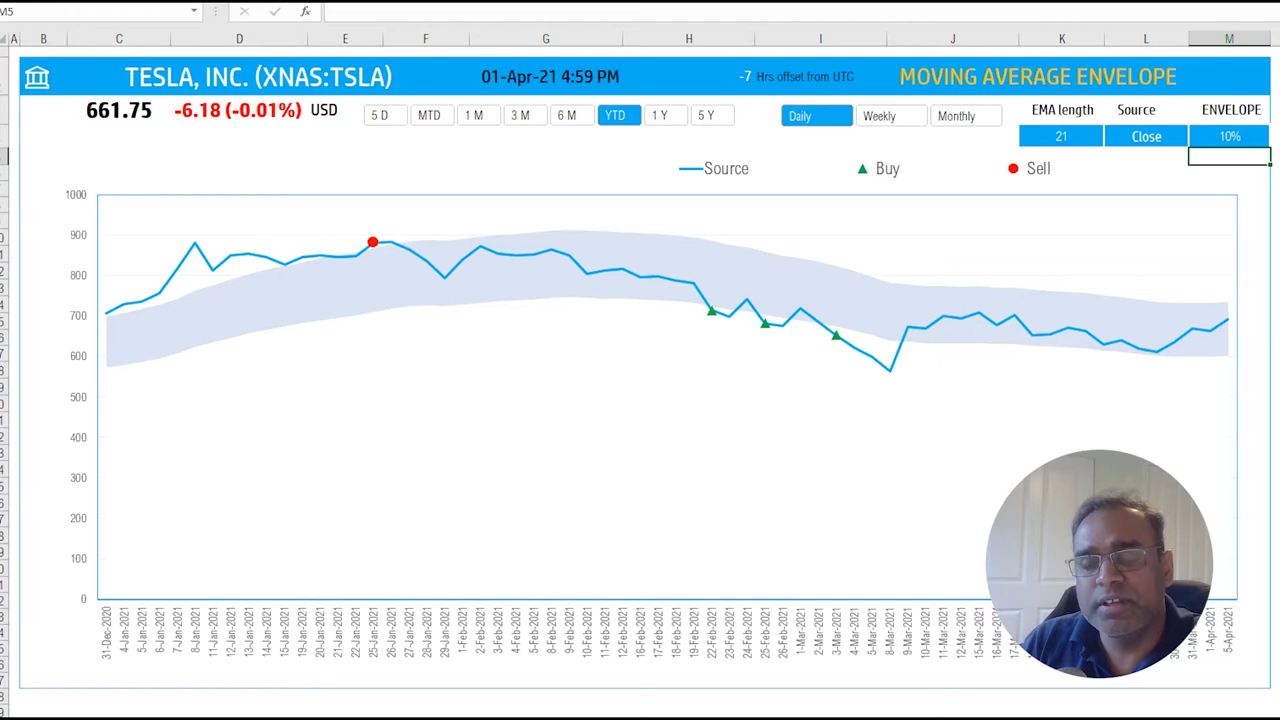 M5
fx
A B C D E F G H I J K L M
TESLA, INC. (XNAS:TSLA) 01-Apr-21 4:59 PM -7 Hrs offset from UTC MOVING AVERAGE ENVELOPE
661.75 -6.18 (-0.01%) USD
5 D MTD 1 M 3 M 6 M YTD 1 Y 5 Y
Daily Weekly Monthly
EMA length Source ENVELOPE
21 Close 10%
Source Buy Sell
1000
900
800
700
600
500
400
300
200
100
0
31-Dec-2020
4-Jan-2021
5-Jan-2021
6-Jan-2021
7-Jan-2021
8-Jan-2021
11-Jan-2021
12-Jan-2021
13-Jan-2021
14-Jan-2021
15-Jan-2021
19-Jan-2021
20-Jan-2021
21-Jan-2021
22-Jan-2021
25-Jan-2021
26-Jan-2021
27-Jan-2021
28-Jan-2021
29-Jan-2021
1-Feb-2021
2-Feb-2021
3-Feb-2021
4-Feb-2021
5-Feb-2021
8-Feb-2021
9-Feb-2021
10-Feb-2021
11-Feb-2021
12-Feb-2021
16-Feb-2021
17-Feb-2021
18-Feb-2021
19-Feb-2021
22-Feb-2021
23-Feb-2021
24-Feb-2021
25-Feb-2021
26-Feb-2021
1-Mar-2021
2-Mar-2021
3-Mar-2021
4-Mar-2021
5-Mar-2021
8-Mar-2021
9-Mar-2021
10-Mar-2021
11-Mar-2021
12-Mar-2021
15-Mar-2021
16-Mar-2021
1-Apr-2021
5-Apr-2021